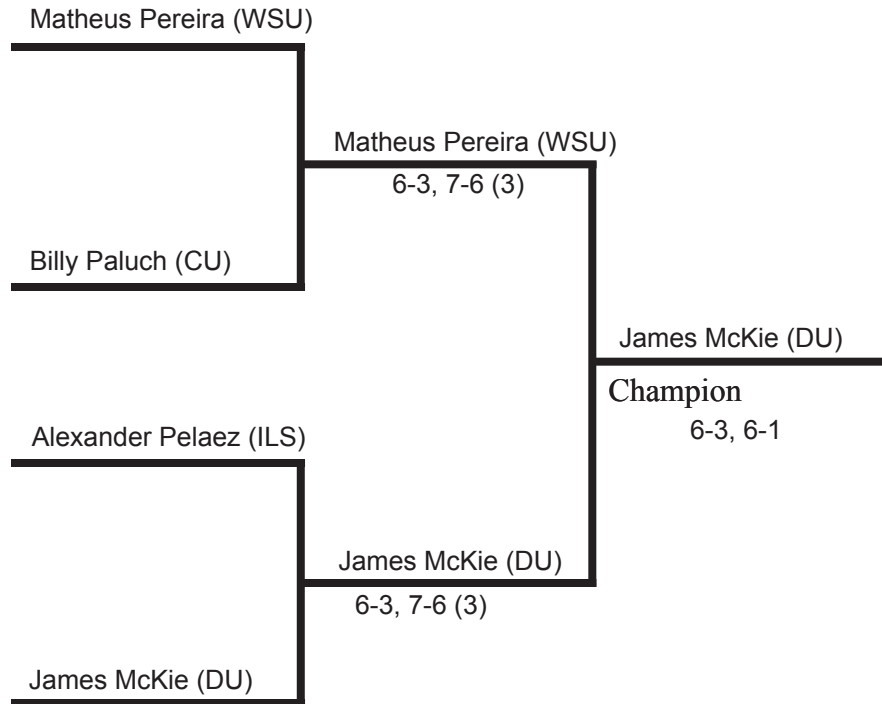 Matheus Pereira (WSU)
Matheus Pereira (WSU)
6-3, 7-6 (3)
Billy Paluch (CU)
James McKie (DU)
Champion
6-3, 6-1
Alexander Pelaez (ILS)
James McKie (DU)
6-3, 7-6 (3)
James McKie (DU)